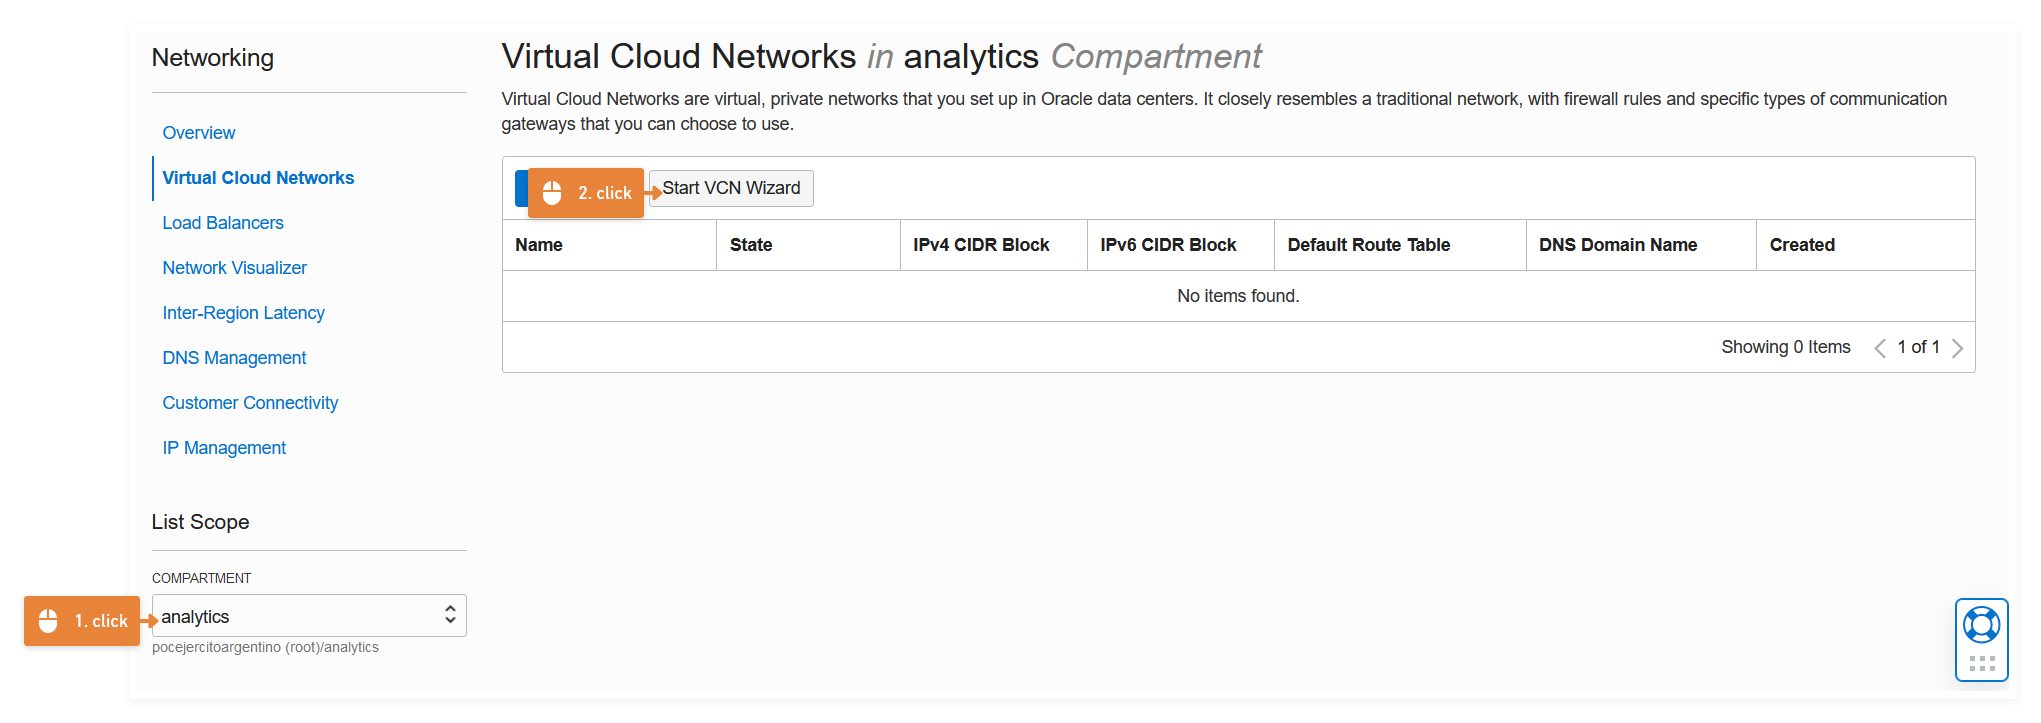 Networking
Overview
Virtual Cloud Networks
Load Balancers
Network Visualizer
Inter-Region Latency
DNS Management
Customer Connectivity
IP Management
List Scope
COMPARTMENT
1. click
analytics
pocejercitoargentino (root)/analytics
Virtual Cloud Networks in analytics Compartment
Virtual Cloud Networks are virtual, private networks that you set up in Oracle data centers. It closely resembles a traditional network, with firewall rules and specific types of communication
gateways that you can choose to use.
2. click Start VCN Wizard
Name State IPv4 CIDR Block IPv6 CIDR Block Default Route Table DNS Domain Name Created
No items found.
Showing 0 Items 1 of 1